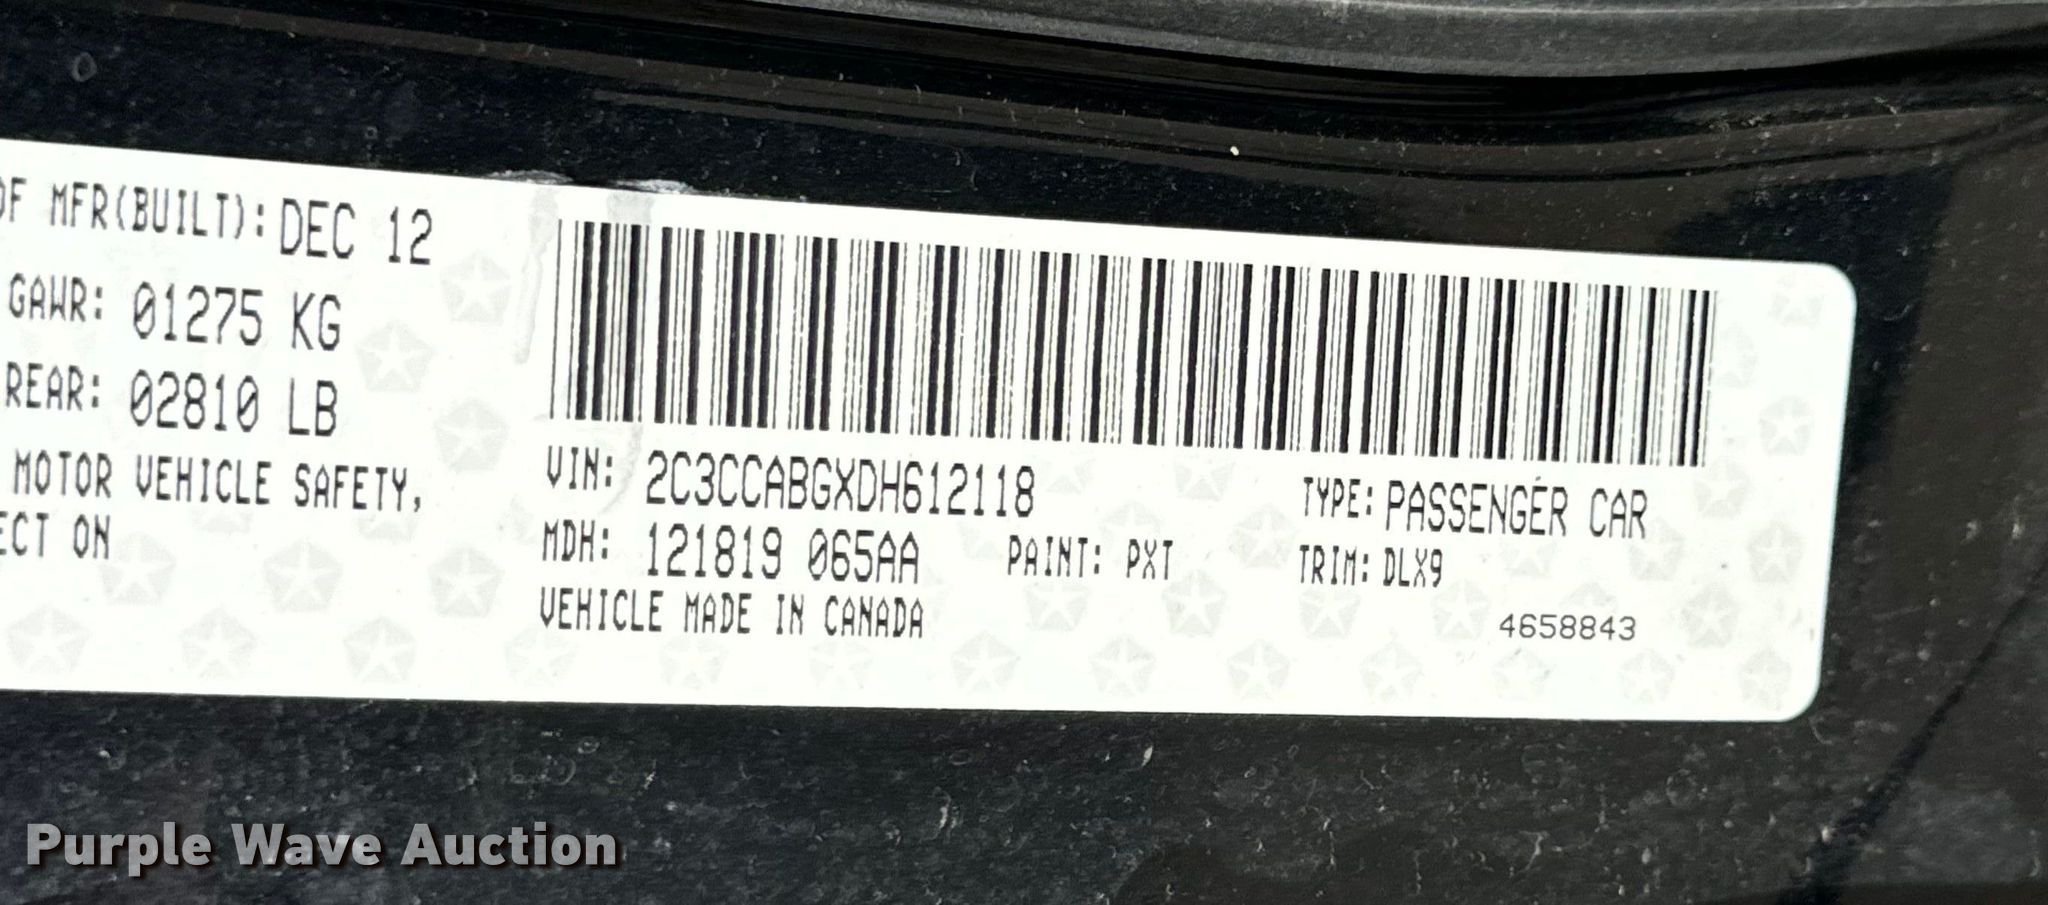 OF MFR(BUILT): DEC 12
GAWR: 01275 KG
REAR: 02810 LB
MOTOR VEHICLE SAFETY,
ECT ON
VIN: 2C3CCABGXDH612118
TYPE: PASSENGER CAR
MDH: 121819 065AA
PAINT: PXT
TRIM: DLX9
VEHICLE MADE IN CANADA
4658843
Purple Wave Auction